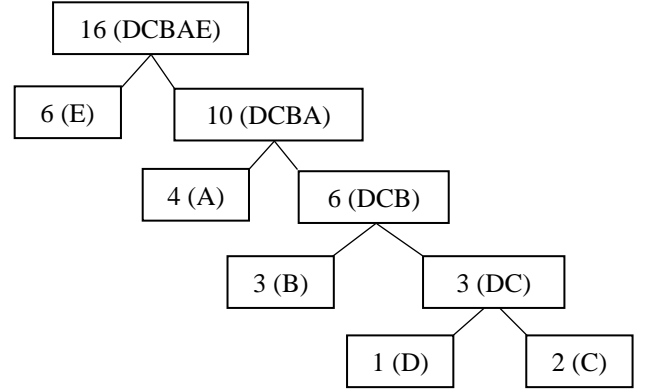 16 (DCBAE)
6 (E)
10 (DCBA)
4 (A)
6 (DCB)
3 (B)
3 (DC)
1 (D)
2 (C)